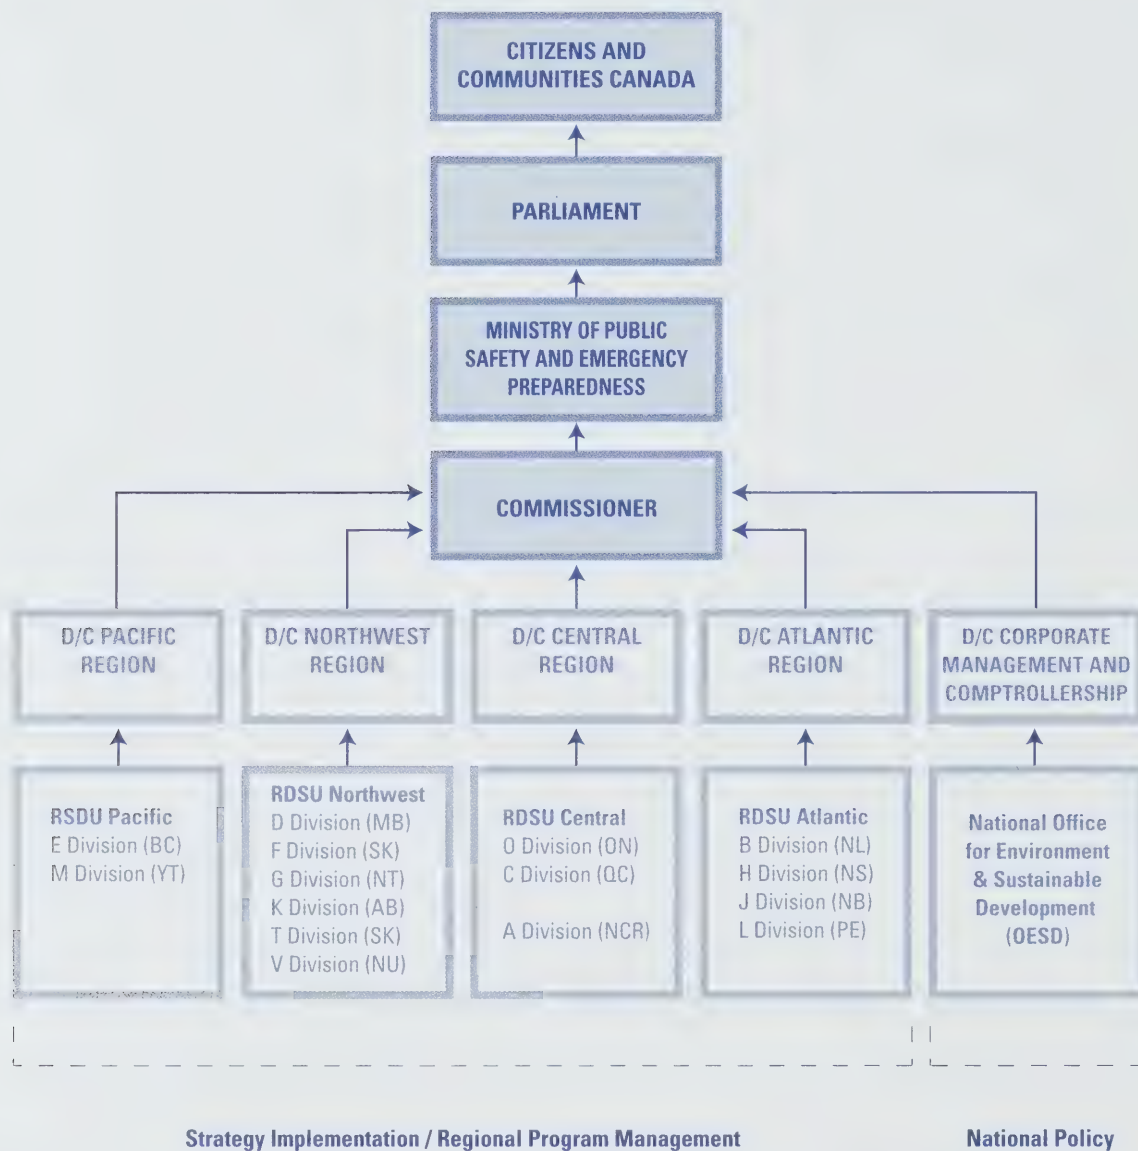 CITIZENS AND
COMMUNITIES CANADA
PARLIAMENT
MINISTRY OF PUBLIC
SAFETY AND EMERGENCY
PREPAREDNESS
COMMISSIONER
D/C PACIFIC
REGION
D/C NORTHWEST
REGION
D/C CENTRAL
REGION
D/C ATLANTIC
REGION
D/C CORPORATE
MANAGEMENT AND
COMPTROLLERSHIP
RSDU Pacific
E Division (BC)
M Division (YT)
RDSU Northwest
D Division (MB)
F Division (SK)
G Division (NT)
K Division (AB)
T Division (SK)
V Division (NU)
RDSU Central
O Division (ON)
C Division (QC)
A Division (NCR)
RDSU Atlantic
B Division (NL)
H Division (NS)
J Division (NB)
L Division (PE)
National Office
for Environment
& Sustainable
Development
(OESD)
Strategy Implementation / Regional Program Management
National Policy